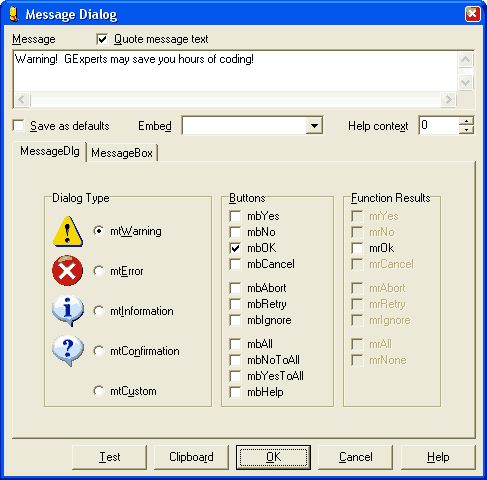 Message Dialog
Message Quote message text
Warning! GExperts may save you hours of coding!
Save as defaults Embed Help context 0
MessageDlg MessageBox
Dialog Type
mtWarning
mtError
mtInformation
mtConfirmation
mtCustom
Buttons
mbYes
mbNo
mbOK
mbCancel
mbAbort
mbRetry
mbIgnore
mbAll
mbNoToAll
mbYesToAll
mbHelp
Function Results
mrYes
mrNo
mrOk
mrCancel
mrAbort
mrRetry
mrIgnore
mrAll
mrNone
Test Clipboard OK Cancel Help